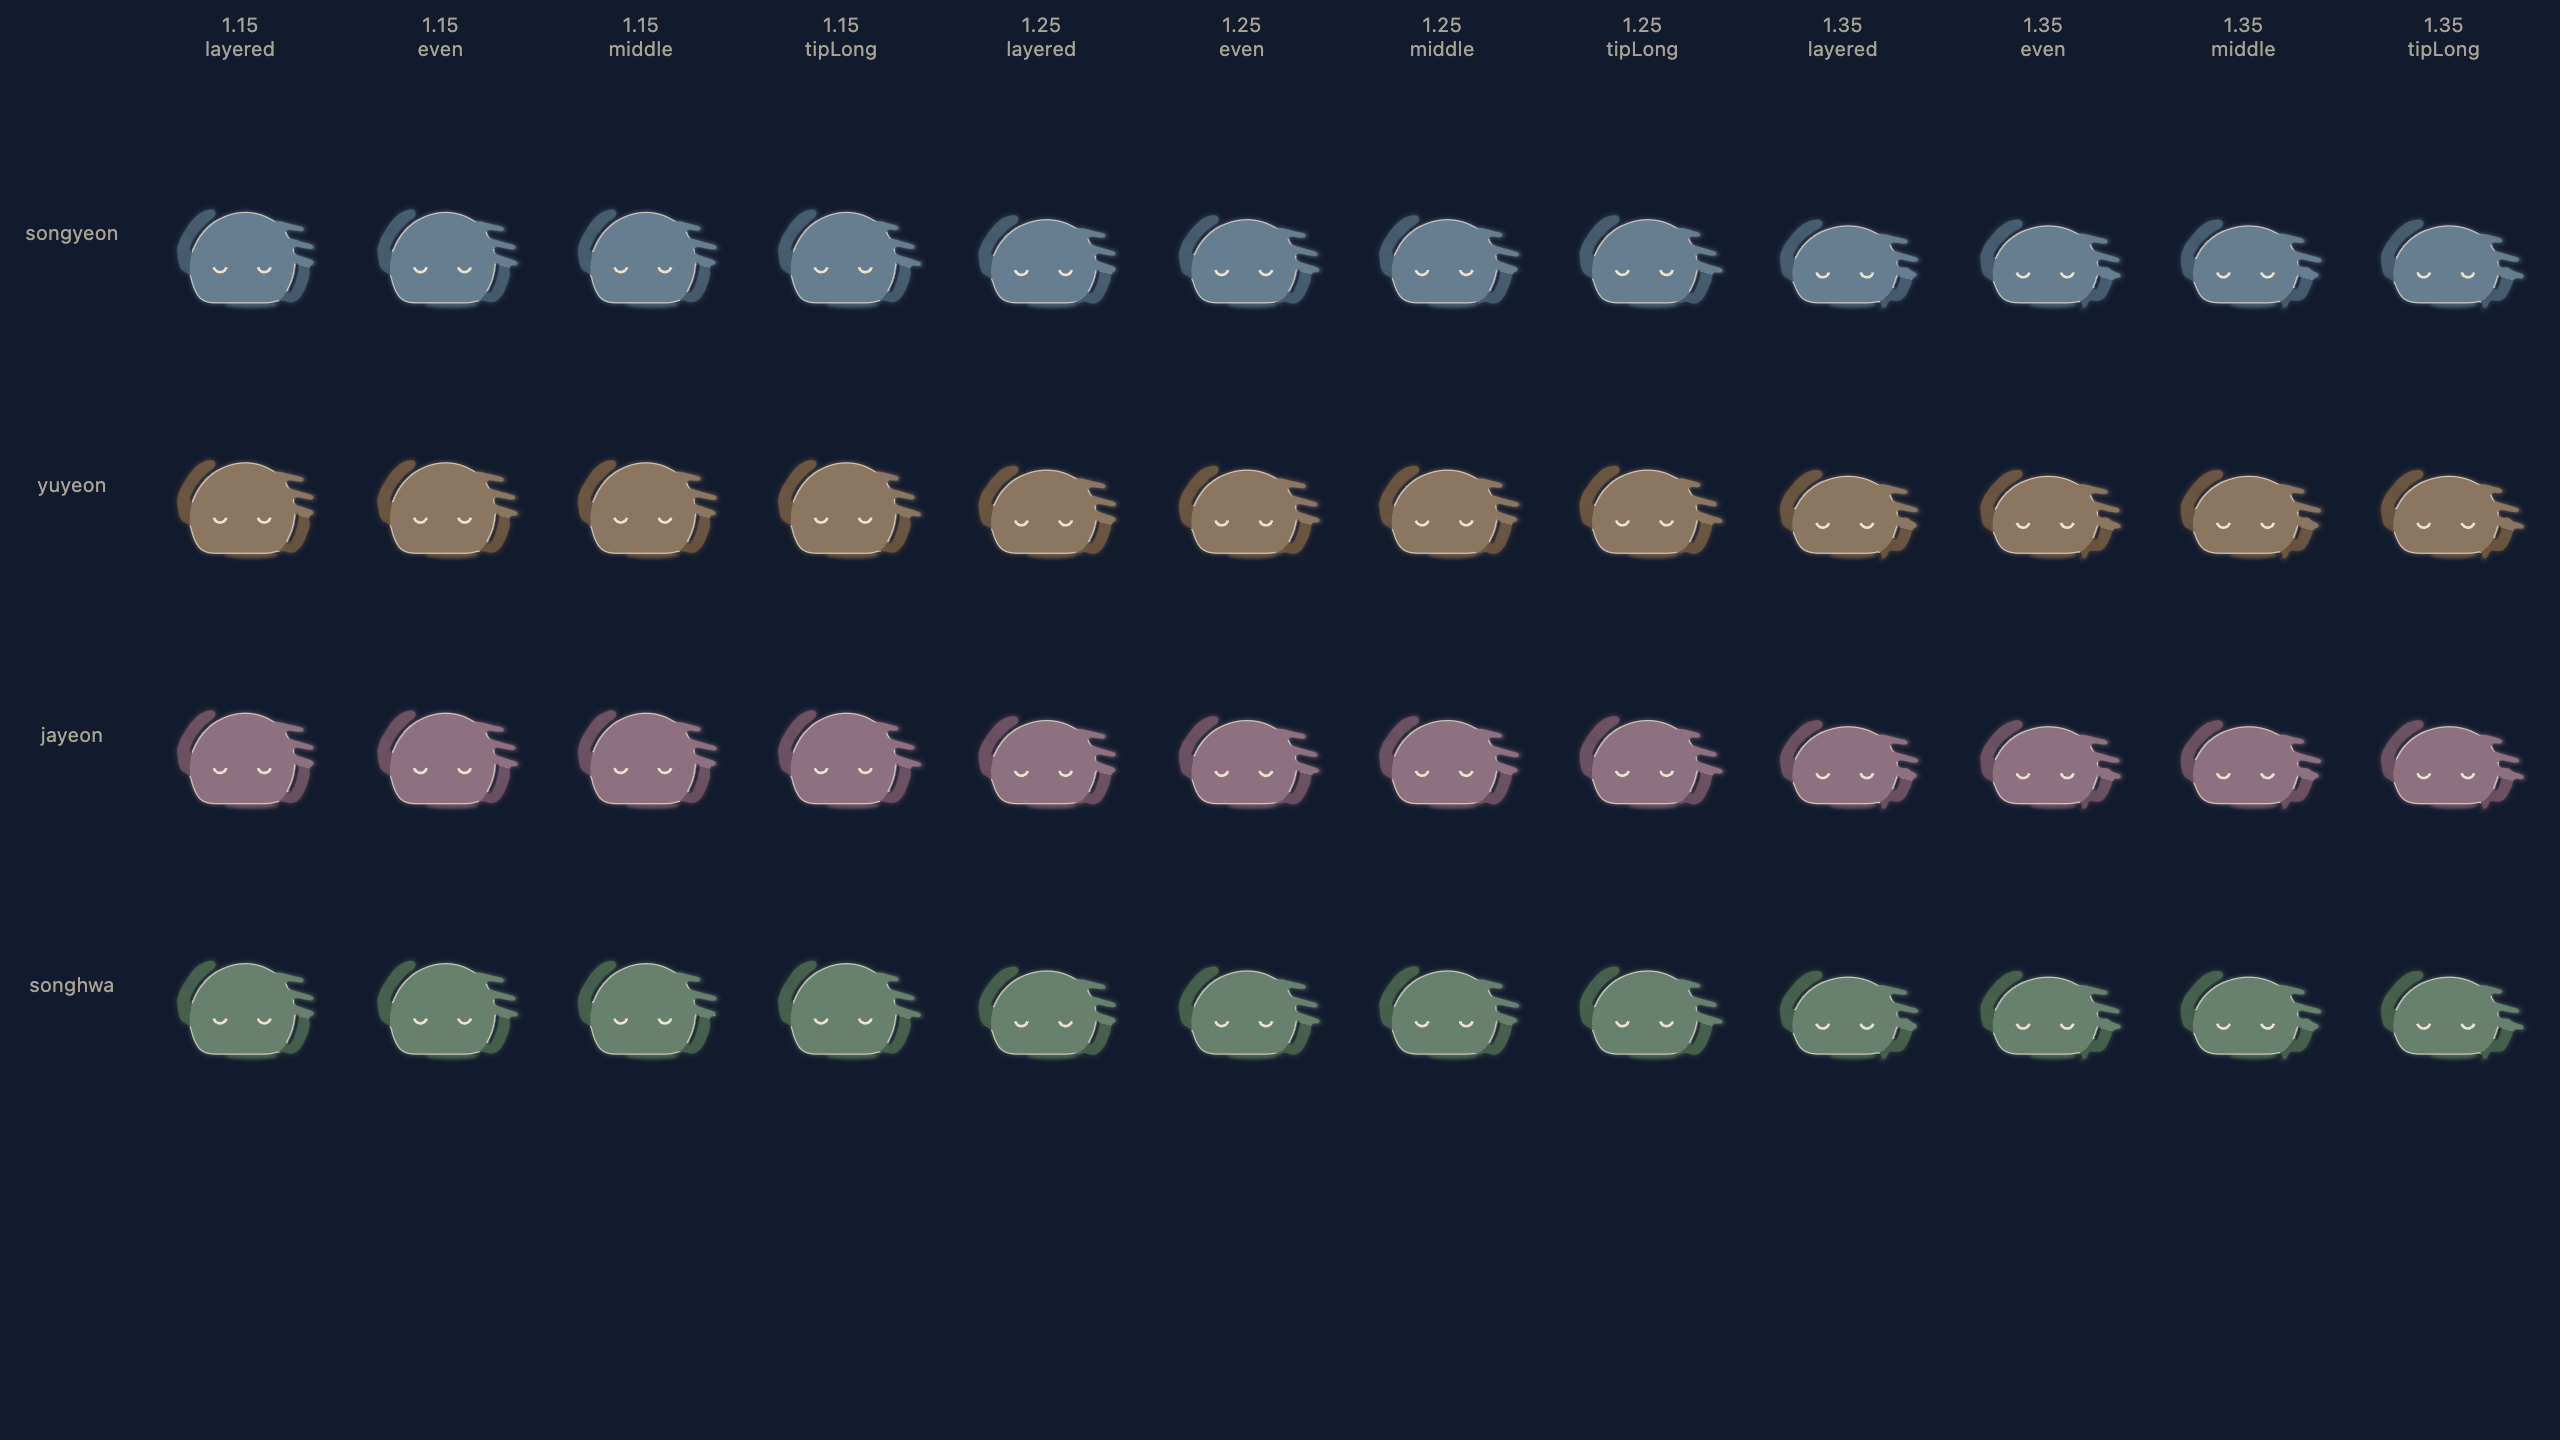 1.15 1.15 1.15 1.15 1.25 1.25 1.25 1.25 1.35 1.35 1.35 1.35
layered even middle tipLong layered even middle tipLong layered even middle tipLong
songyeon
yuyeon
jayeon
songhwa